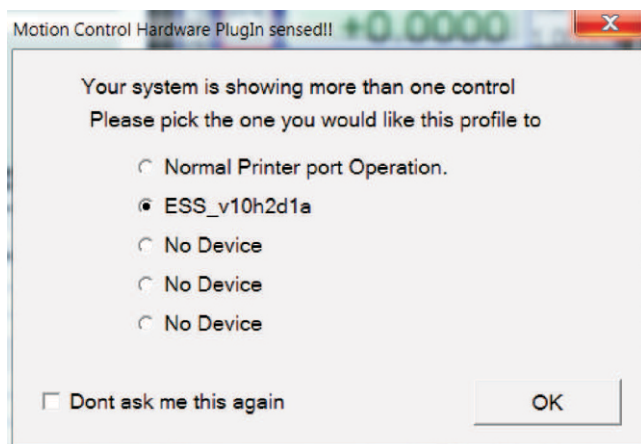 Motion Control Hardware PlugIn sensed!!
+0.0000
Your system is showing more than one control
Please pick the one you would like this profile to
Normal Printer port Operation.
ESS_v10h2d1a
No Device
No Device
No Device
Dont ask me this again
OK